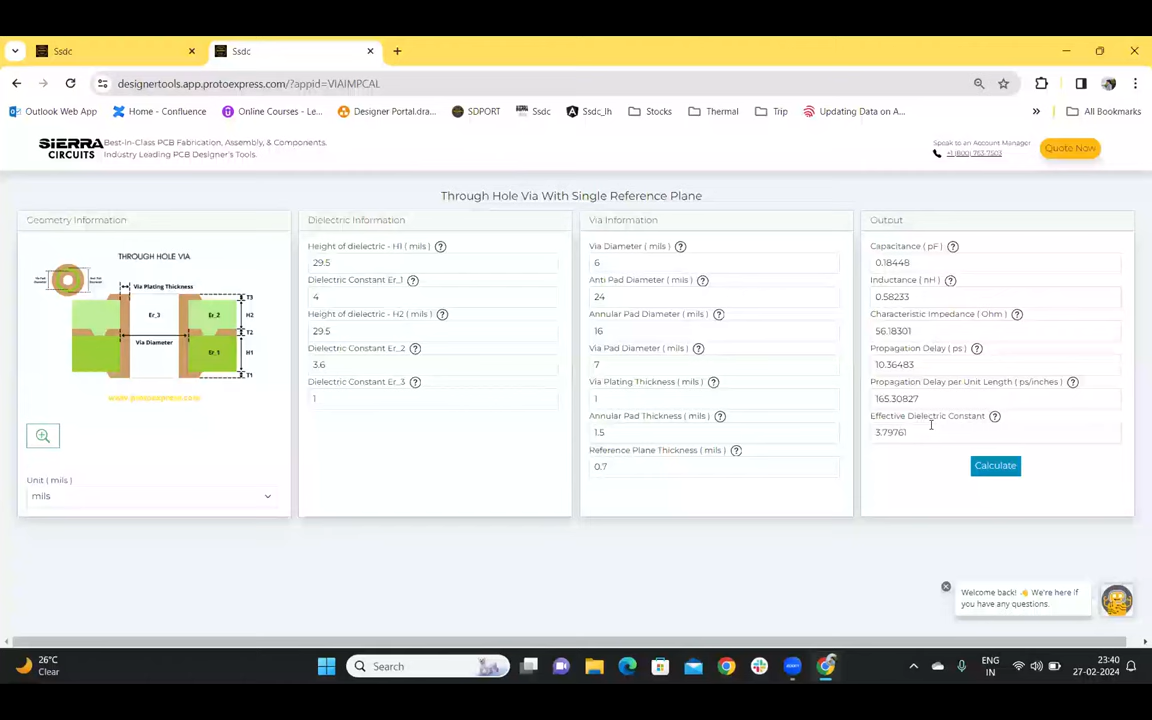 Ssdc
Ssdc
designertools.app.protoexpress.com/?appid=VIAIMPCAL
Outlook Web App
Home - Confluence
Online Courses - Le...
Designer Portal.dra...
SDPORT
Ssdc
Ssdc_lh
Stocks
Thermal
Trip
Updating Data on A...
All Bookmarks
SIERRA
CIRCUITS
Best-In-Class PCB Fabrication, Assembly, & Components.
Industry Leading PCB Designer's Tools.
Speak to an Account Manager
+1 (800) 763-7503
Quote Now
Through Hole Via With Single Reference Plane
Geometry Information
THROUGH HOLE VIA
Via Plating Thickness
T3
Er_3
Er_2
H2
T2
Via Diameter
Er_1
H1
T1
www.protoexpress.com
Unit ( mils )
mils
Dielectric Information
Height of dielectric - H1 ( mils )
29.5
Dielectric Constant Er_1
4
Height of dielectric - H2 ( mils )
29.5
Dielectric Constant Er_2
3.6
Dielectric Constant Er_3
1
Via Information
Via Diameter ( mils )
6
Anti Pad Diameter ( mils )
24
Annular Pad Diameter ( mils )
16
Via Pad Diameter ( mils )
7
Via Plating Thickness ( mils )
1
Annular Pad Thickness ( mils )
1.5
Reference Plane Thickness ( mils )
0.7
Output
Capacitance ( pF )
0.18448
Inductance ( nH )
0.58233
Characteristic Impedance ( Ohm )
56.18301
Propagation Delay ( ps )
10.36483
Propagation Delay per Unit Length ( ps/inches )
165.30827
Effective Dielectric Constant
3.79761
Calculate
Welcome back! 👋 We're here if
you have any questions.
26°C
Clear
Search
ENG
IN
23:40
27-02-2024